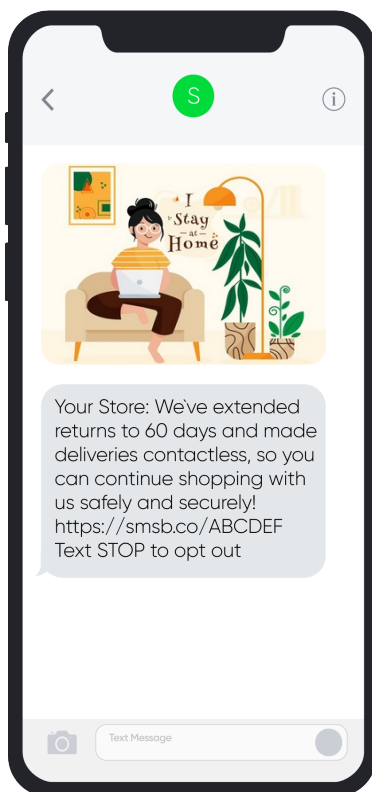 S
I
Stay
- at -
Home
Your Store: We`ve extended
returns to 60 days and made
deliveries contactless, so you
can continue shopping with
us safely and securely!
https://smsb.co/ABCDEF
Text STOP to opt out
Text Message